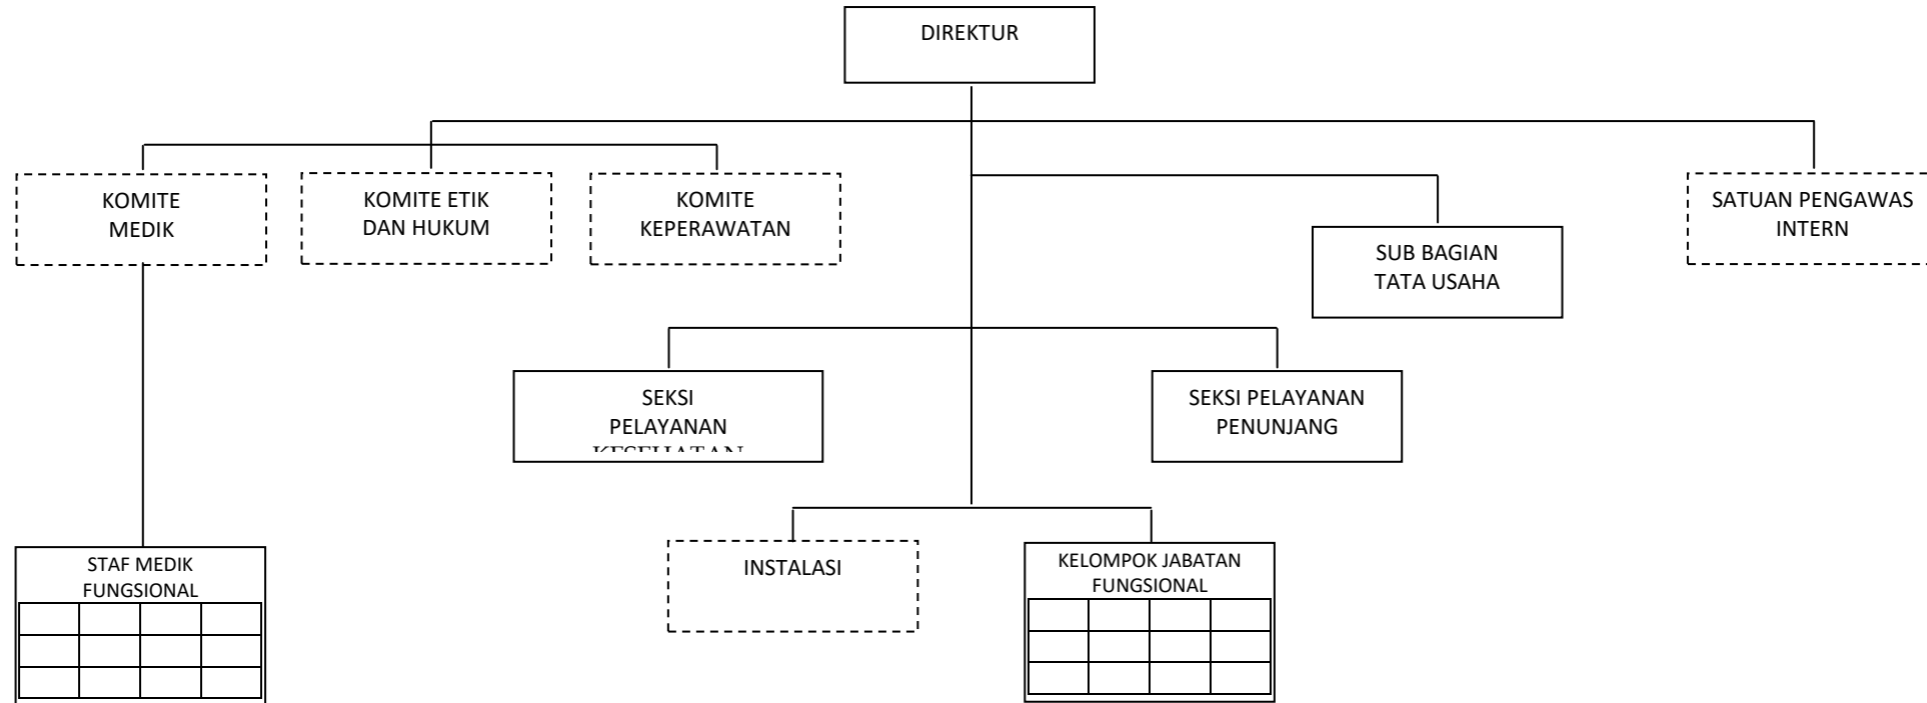 DIREKTUR
KOMITE
MEDIK
KOMITE ETIK
DAN HUKUM
KOMITE
KEPERAWATAN
SATUAN PENGAWAS
INTERN
SUB BAGIAN
TATA USAHA
SEKSI
PELAYANAN
KESEHATAN
SEKSI PELAYANAN
PENUNJANG
STAF MEDIK
FUNGSIONAL
INSTALASI
KELOMPOK JABATAN
FUNGSIONAL